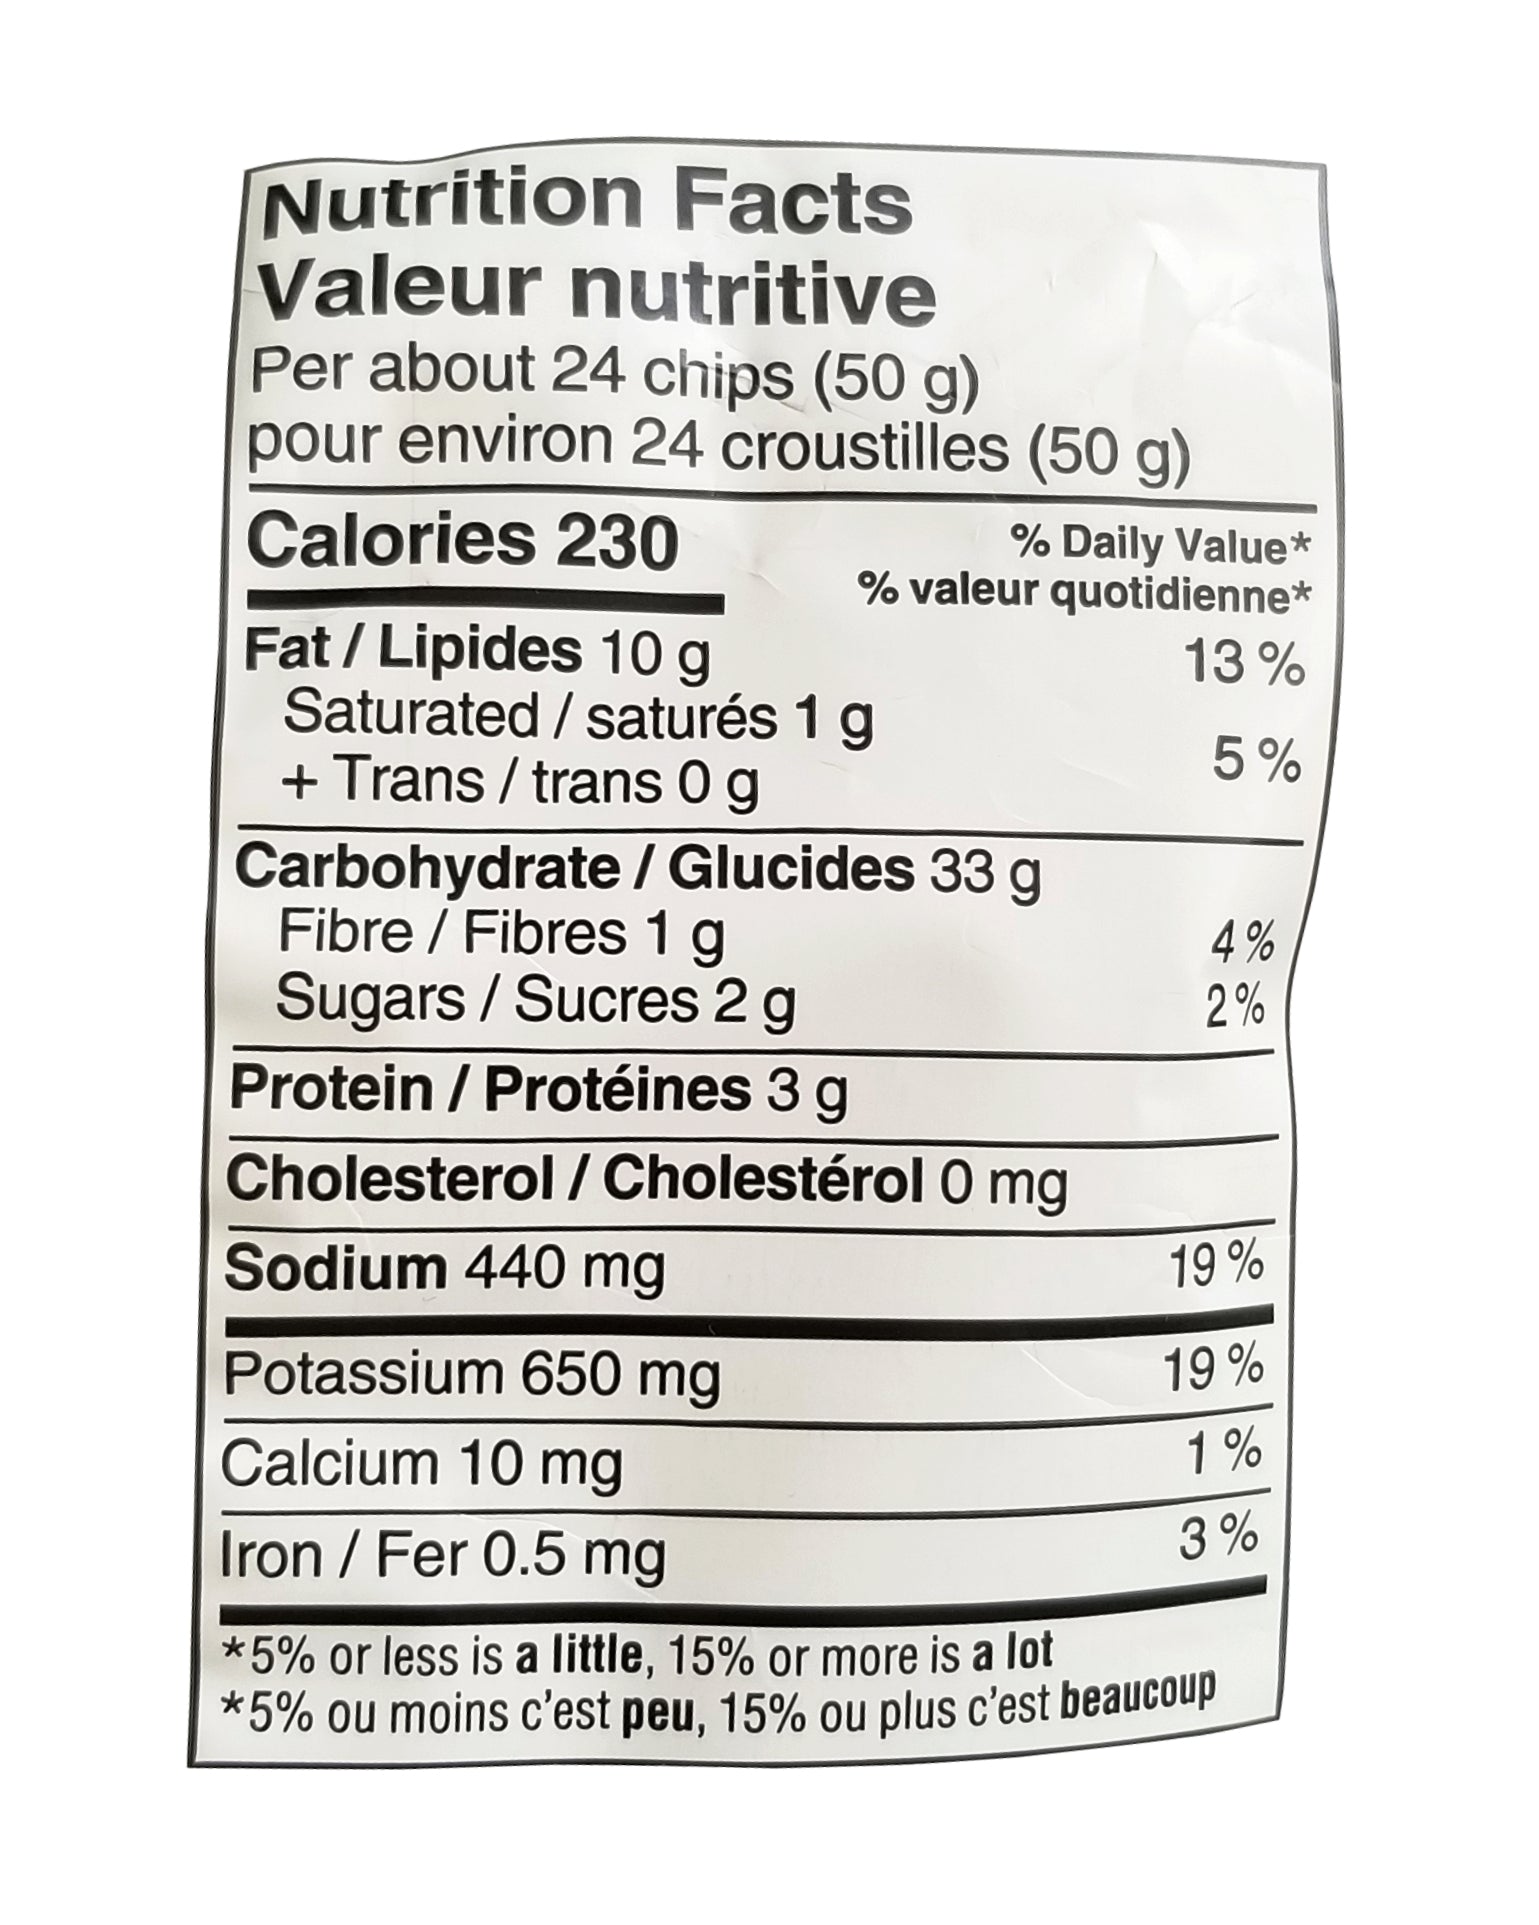 Nutrition Facts
Valeur nutritive
Per about 24 chips (50 g)
pour environ 24 croustilles (50 g)
Calories 230
% Daily Value*
% valeur quotidienne*
Fat / Lipides 10 g 13 %
Saturated / saturés 1 g
+ Trans / trans 0 g 5 %
Carbohydrate / Glucides 33 g
Fibre / Fibres 1 g 4 %
Sugars / Sucres 2 g 2 %
Protein / Protéines 3 g
Cholesterol / Cholestérol 0 mg
Sodium 440 mg 19 %
Potassium 650 mg 19 %
Calcium 10 mg 1 %
Iron / Fer 0.5 mg 3 %
*5% or less is a little, 15% or more is a lot
*5% ou moins c'est peu, 15% ou plus c'est beaucoup